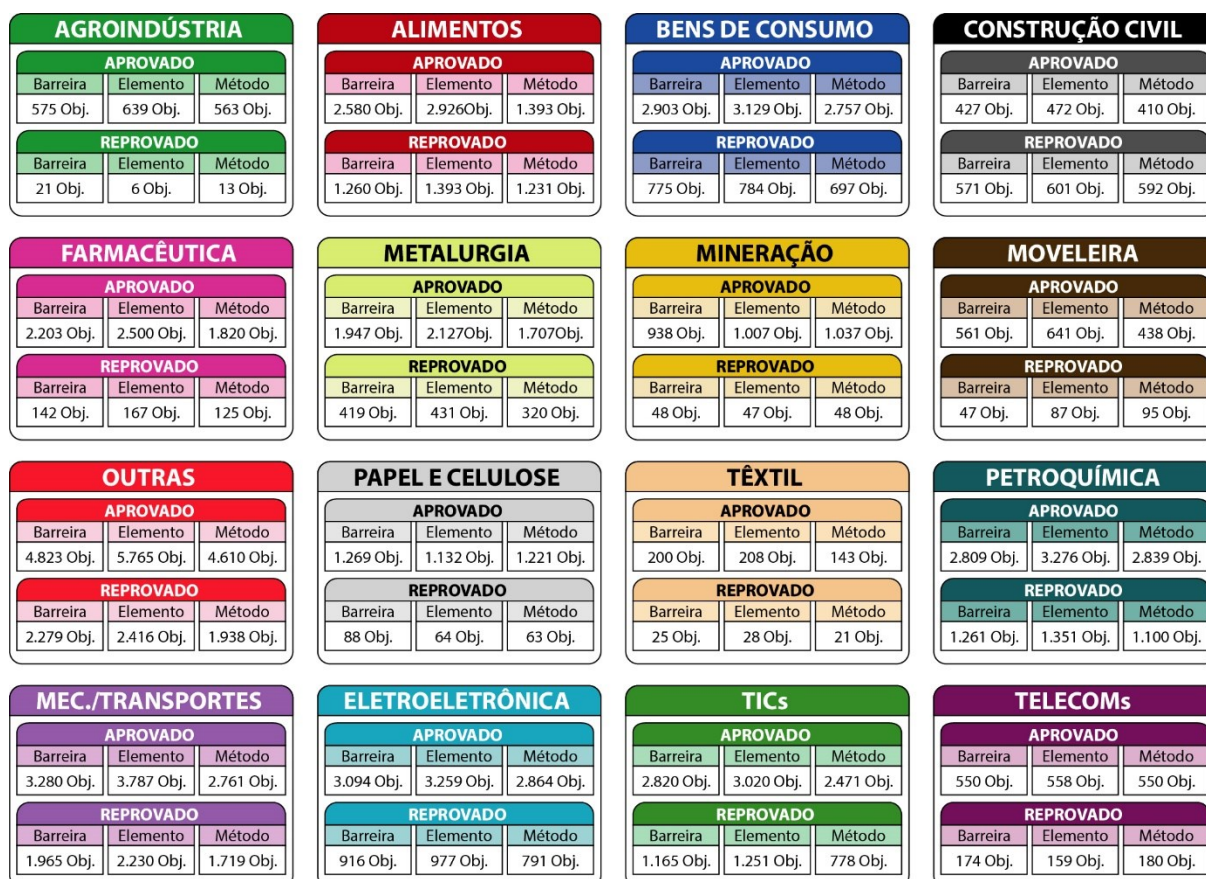 AGROINDÚSTRIA
APROVADO
Barreira Elemento Método
575 Obj. 639 Obj. 563 Obj.
REPROVADO
Barreira Elemento Método
21 Obj. 6 Obj. 13 Obj.
ALIMENTOS
APROVADO
Barreira Elemento Método
2.580 Obj. 2.926Obj. 1.393 Obj.
REPROVADO
Barreira Elemento Método
1.260 Obj. 1.393 Obj. 1.231 Obj.
BENS DE CONSUMO
APROVADO
Barreira Elemento Método
2.903 Obj. 3.129 Obj. 2.757 Obj.
REPROVADO
Barreira Elemento Método
775 Obj. 784 Obj. 697 Obj.
CONSTRUÇÃO CIVIL
APROVADO
Barreira Elemento Método
427 Obj. 472 Obj. 410 Obj.
REPROVADO
Barreira Elemento Método
571 Obj. 601 Obj. 592 Obj.
FARMACÊUTICA
APROVADO
Barreira Elemento Método
2.203 Obj. 2.500 Obj. 1.820 Obj.
REPROVADO
Barreira Elemento Método
142 Obj. 167 Obj. 125 Obj.
METALURGIA
APROVADO
Barreira Elemento Método
1.947 Obj. 2.127Obj. 1.707Obj.
REPROVADO
Barreira Elemento Método
419 Obj. 431 Obj. 320 Obj.
MINERAÇÃO
APROVADO
Barreira Elemento Método
938 Obj. 1.007 Obj. 1.037 Obj.
REPROVADO
Barreira Elemento Método
48 Obj. 47 Obj. 48 Obj.
MOVELEIRA
APROVADO
Barreira Elemento Método
561 Obj. 641 Obj. 438 Obj.
REPROVADO
Barreira Elemento Método
47 Obj. 87 Obj. 95 Obj.
OUTRAS
APROVADO
Barreira Elemento Método
4.823 Obj. 5.765 Obj. 4.610 Obj.
REPROVADO
Barreira Elemento Método
2.279 Obj. 2.416 Obj. 1.938 Obj.
PAPEL E CELULOSE
APROVADO
Barreira Elemento Método
1.269 Obj. 1.132 Obj. 1.221 Obj.
REPROVADO
Barreira Elemento Método
88 Obj. 64 Obj. 63 Obj.
TÊXTIL
APROVADO
Barreira Elemento Método
200 Obj. 208 Obj. 143 Obj.
REPROVADO
Barreira Elemento Método
25 Obj. 28 Obj. 21 Obj.
PETROQUÍMICA
APROVADO
Barreira Elemento Método
2.809 Obj. 3.276 Obj. 2.839 Obj.
REPROVADO
Barreira Elemento Método
1.261 Obj. 1.351 Obj. 1.100 Obj.
MEC./TRANSPORTES
APROVADO
Barreira Elemento Método
3.280 Obj. 3.787 Obj. 2.761 Obj.
REPROVADO
Barreira Elemento Método
1.965 Obj. 2.230 Obj. 1.719 Obj.
ELETROELETRÔNICA
APROVADO
Barreira Elemento Método
3.094 Obj. 3.259 Obj. 2.864 Obj.
REPROVADO
Barreira Elemento Método
916 Obj. 977 Obj. 791 Obj.
TICs
APROVADO
Barreira Elemento Método
2.820 Obj. 3.020 Obj. 2.471 Obj.
REPROVADO
Barreira Elemento Método
1.165 Obj. 1.251 Obj. 778 Obj.
TELECOMs
APROVADO
Barreira Elemento Método
550 Obj. 558 Obj. 550 Obj.
REPROVADO
Barreira Elemento Método
174 Obj. 159 Obj. 180 Obj.